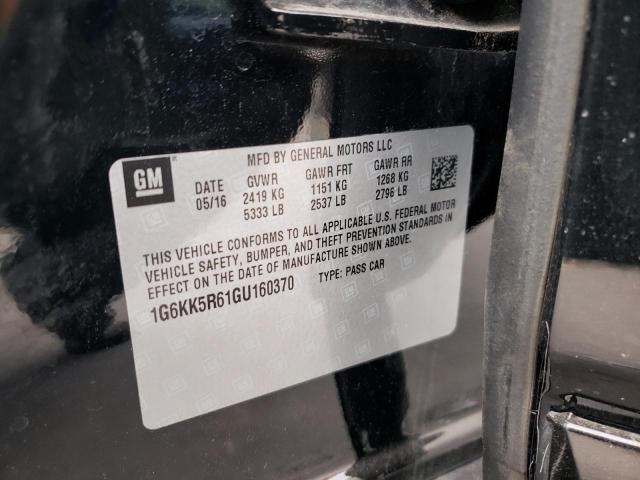 MFD BY GENERAL MOTORS LLC
GM
DATE GVWR GAWR FRT GAWR RR
05/16 2419 KG 1151 KG 1268 KG
5333 LB 2537 LB 2796 LB
THIS VEHICLE CONFORMS TO ALL APPLICABLE U.S. FEDERAL MOTOR
VEHICLE SAFETY, BUMPER, AND THEFT PREVENTION STANDARDS IN
EFFECT ON THE DATE OF MANUFACTURE SHOWN ABOVE.
1G6KK5R61GU160370 TYPE: PASS CAR